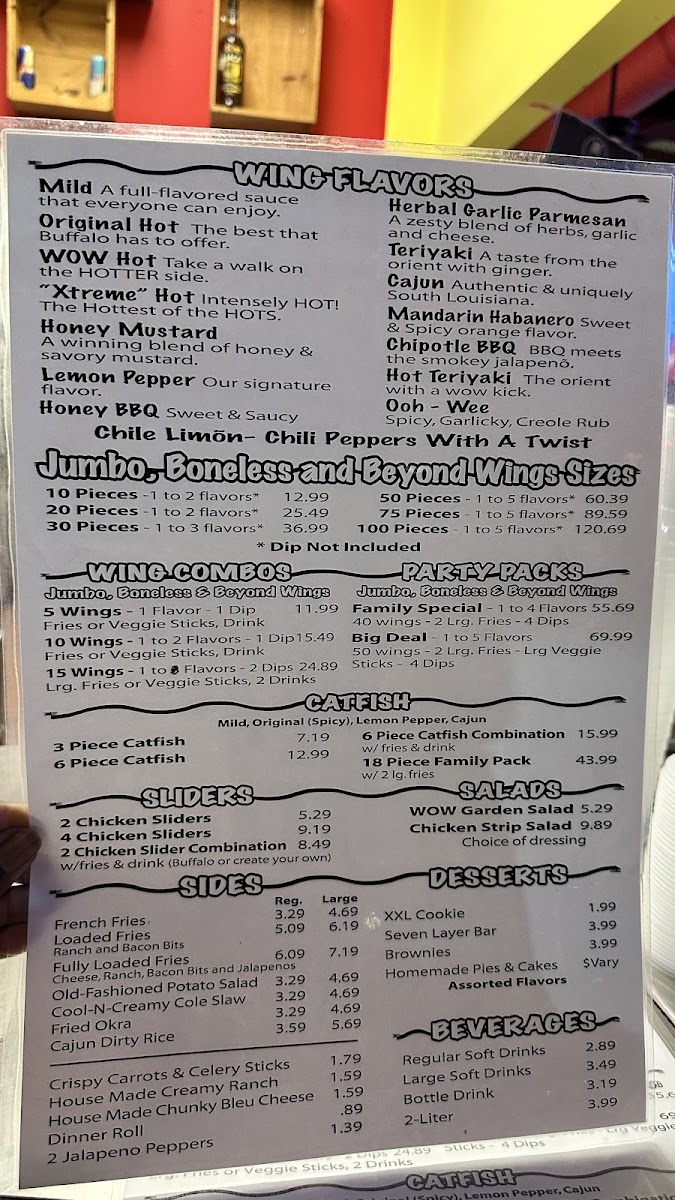 WING FLAVORS
Mild A full-flavored sauce
that everyone can enjoy.
Original Hot The best that
Buffalo has to offer.
WOW Hot Take a walk on
the HOTTER side.
“Xtreme” Hot Intensely HOT!
The Hottest of the HOTS.
Honey Mustard
A winning blend of honey &
savory mustard.
Lemon Pepper Our signature
flavor.
Honey BBQ Sweet & Saucy
Herbal Garlic Parmesan
A zesty blend of herbs, garlic
and cheese.
Teriyaki A taste from the
orient with ginger.
Cajun Authentic & uniquely
South Louisiana.
Mandarin Habanero Sweet
& Spicy orange flavor.
Chipotle BBQ BBQ meets
the smokey jalapenõ.
Hot Teriyaki The orient
with a wow kick.
Ooh - Wee
Spicy, Garlicky, Creole Rub
Chile Limõn- Chili Peppers With A Twist
Jumbo, Boneless and Beyond Wings Sizes
10 Pieces -1 to 2 flavors* 12.99
20 Pieces -1 to 2 flavors* 25.49
30 Pieces - 1 to 3 flavors* 36.99
50 Pieces - 1 to 5 flavors* 60.39
75 Pieces - 1 to 5 flavors* 89.59
100 Pieces - 1 to 5 flavors* 120.69
* Dip Not Included
WING COMBOS
Jumbo, Boneless & Beyond Wings
5 Wings - 1 Flavor - 1 Dip 11.99
Fries or Veggie Sticks, Drink
10 Wings - 1 to 2 Flavors - 1 Dip 15.49
Fries or Veggie Sticks, Drink
15 Wings - 1 to Flavors - 2 Dips 24.89
Lrg. Fries or Veggie Sticks, 2 Drinks
PARTY PACKS
Jumbo, Boneless & Beyond Wings
Family Special - 1 to 4 Flavors 55.69
40 wings - 2 Lrg. Fries - 4 Dips
Big Deal - 1 to 5 Flavors 69.99
50 wings - 2 Lrg. Fries - Lrg Veggie
Sticks - 4 Dips
CATFISH
Mild, Original (Spicy), Lemon Pepper, Cajun
3 Piece Catfish 7.19
6 Piece Catfish 12.99
6 Piece Catfish Combination 15.99
w/ fries & drink
18 Piece Family Pack 43.99
w/ 2 lg. fries
SLIDERS
2 Chicken Sliders 5.29
4 Chicken Sliders 9.19
2 Chicken Slider Combination 8.49
w/fries & drink (Buffalo or create your own)
SALADS
WOW Garden Salad 5.29
Chicken Strip Salad 9.89
Choice of dressing
SIDES
Reg. Large
French Fries 3.29 4.69
Loaded Fries 5.09 6.19
Ranch and Bacon Bits
Fully Loaded Fries 6.09 7.19
Cheese, Ranch, Bacon Bits and Jalapenos
Old-Fashioned Potato Salad 3.29 4.69
Cool-N-Creamy Cole Slaw 3.29 4.69
Fried Okra 3.29 4.69
Cajun Dirty Rice 3.59 5.69
Crispy Carrots & Celery Sticks 1.79
House Made Creamy Ranch 1.59
House Made Chunky Bleu Cheese 1.59
Dinner Roll .89
2 Jalapeno Peppers 1.39
DESSERTS
XXL Cookie 1.99
Seven Layer Bar 3.99
Brownies 3.99
Homemade Pies & Cakes $Vary
Assorted Flavors
BEVERAGES
Regular Soft Drinks 2.89
Large Soft Drinks 3.49
Bottle Drink 3.19
2-Liter 3.99
Lrg Veggie
2 Dips 24.89 Sticks - 4 Dips
Fries or Veggie Sticks, 2 Drinks
CATFISH
(Spicy), Lemon Pepper, Cajun